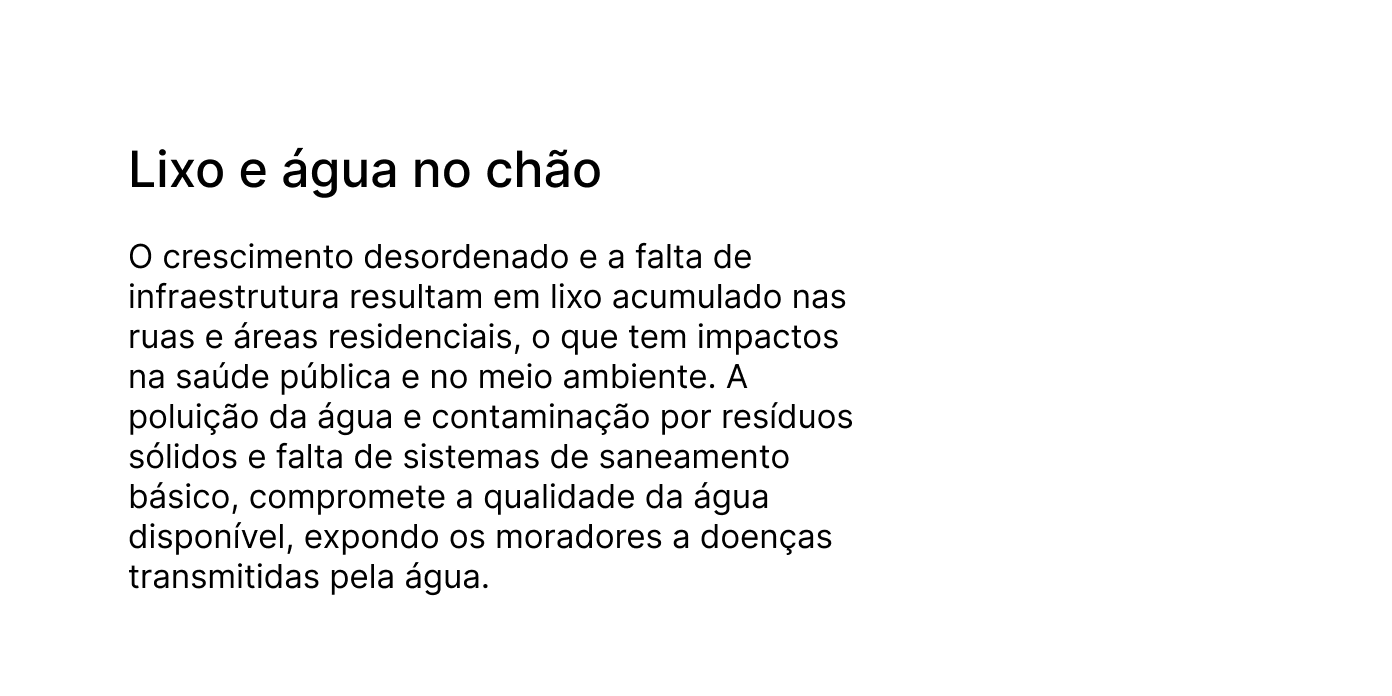 Lixo e água no chão
O crescimento desordenado e a falta de
infraestrutura resultam em lixo acumulado nas
ruas e áreas residenciais, o que tem impactos
na saúde pública e no meio ambiente. A
poluição da água e contaminação por resíduos
sólidos e falta de sistemas de saneamento
básico, compromete a qualidade da água
disponível, expondo os moradores a doenças
transmitidas pela água.